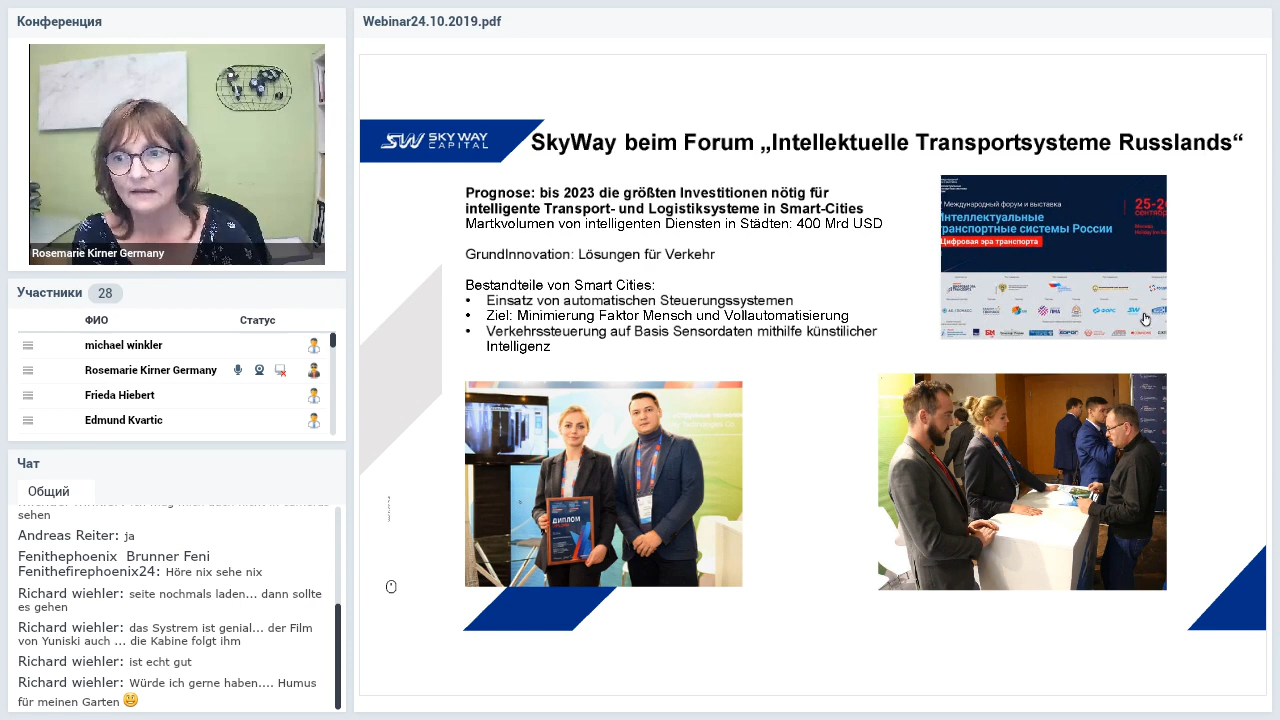 Конференция
Rosemarie Kirner Germany
Участники 28
ФИО Статус
michael winkler
Rosemarie Kirner Germany
Frieda Hiebert
Edmund Kvartic
Чат
Общий
sehen
Andreas Reiter: ja
Fenithephoenix Brunner Feni
Fenithefirephoenix24: Höre nix sehe nix
Richard wiehler: seite nochmals laden... dann sollte
es gehen
Richard wiehler: das Systrem ist genial... der Film
von Yuniski auch ... die Kabine folgt ihm
Richard wiehler: ist echt gut
Richard wiehler: Würde ich gerne haben.... Humus
für meinen Garten
Webinar24.10.2019.pdf
SW SKY WAY
CAPITAL
SkyWay beim Forum „Intellektuelle Transportsysteme Russlands“
Prognose: bis 2023 die größten Investitionen nötig für
intelligente Transport- und Logistiksysteme in Smart-Cities
Martkvolumen von intelligenten Diensten in Städten: 400 Mrd USD
GrundInnovation: Lösungen für Verkehr
Bestandteile von Smart Cities:
• Einsatz von automatischen Steuerungssystemen
• Ziel: Minimierung Faktor Mensch und Vollautomatisierung
• Verkehrssteuerung auf Basis Sensordaten mithilfe künstilicher
Intelligenz
Международный форум и выставка
Интеллектуальные
транспортные системы России
Цифровая эра транспорта
25-2
ДИПЛОМ